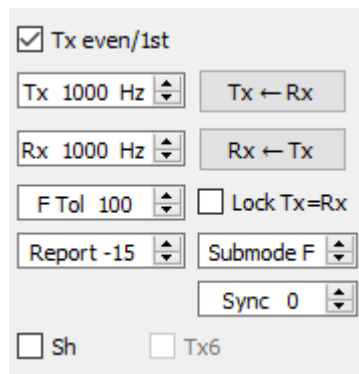 Tx even/1st
Tx 1000 Hz Tx ← Rx
Rx 1000 Hz Rx ← Tx
F Tol 100 Lock Tx=Rx
Report -15 Submode F
Sync 0
Sh Tx6